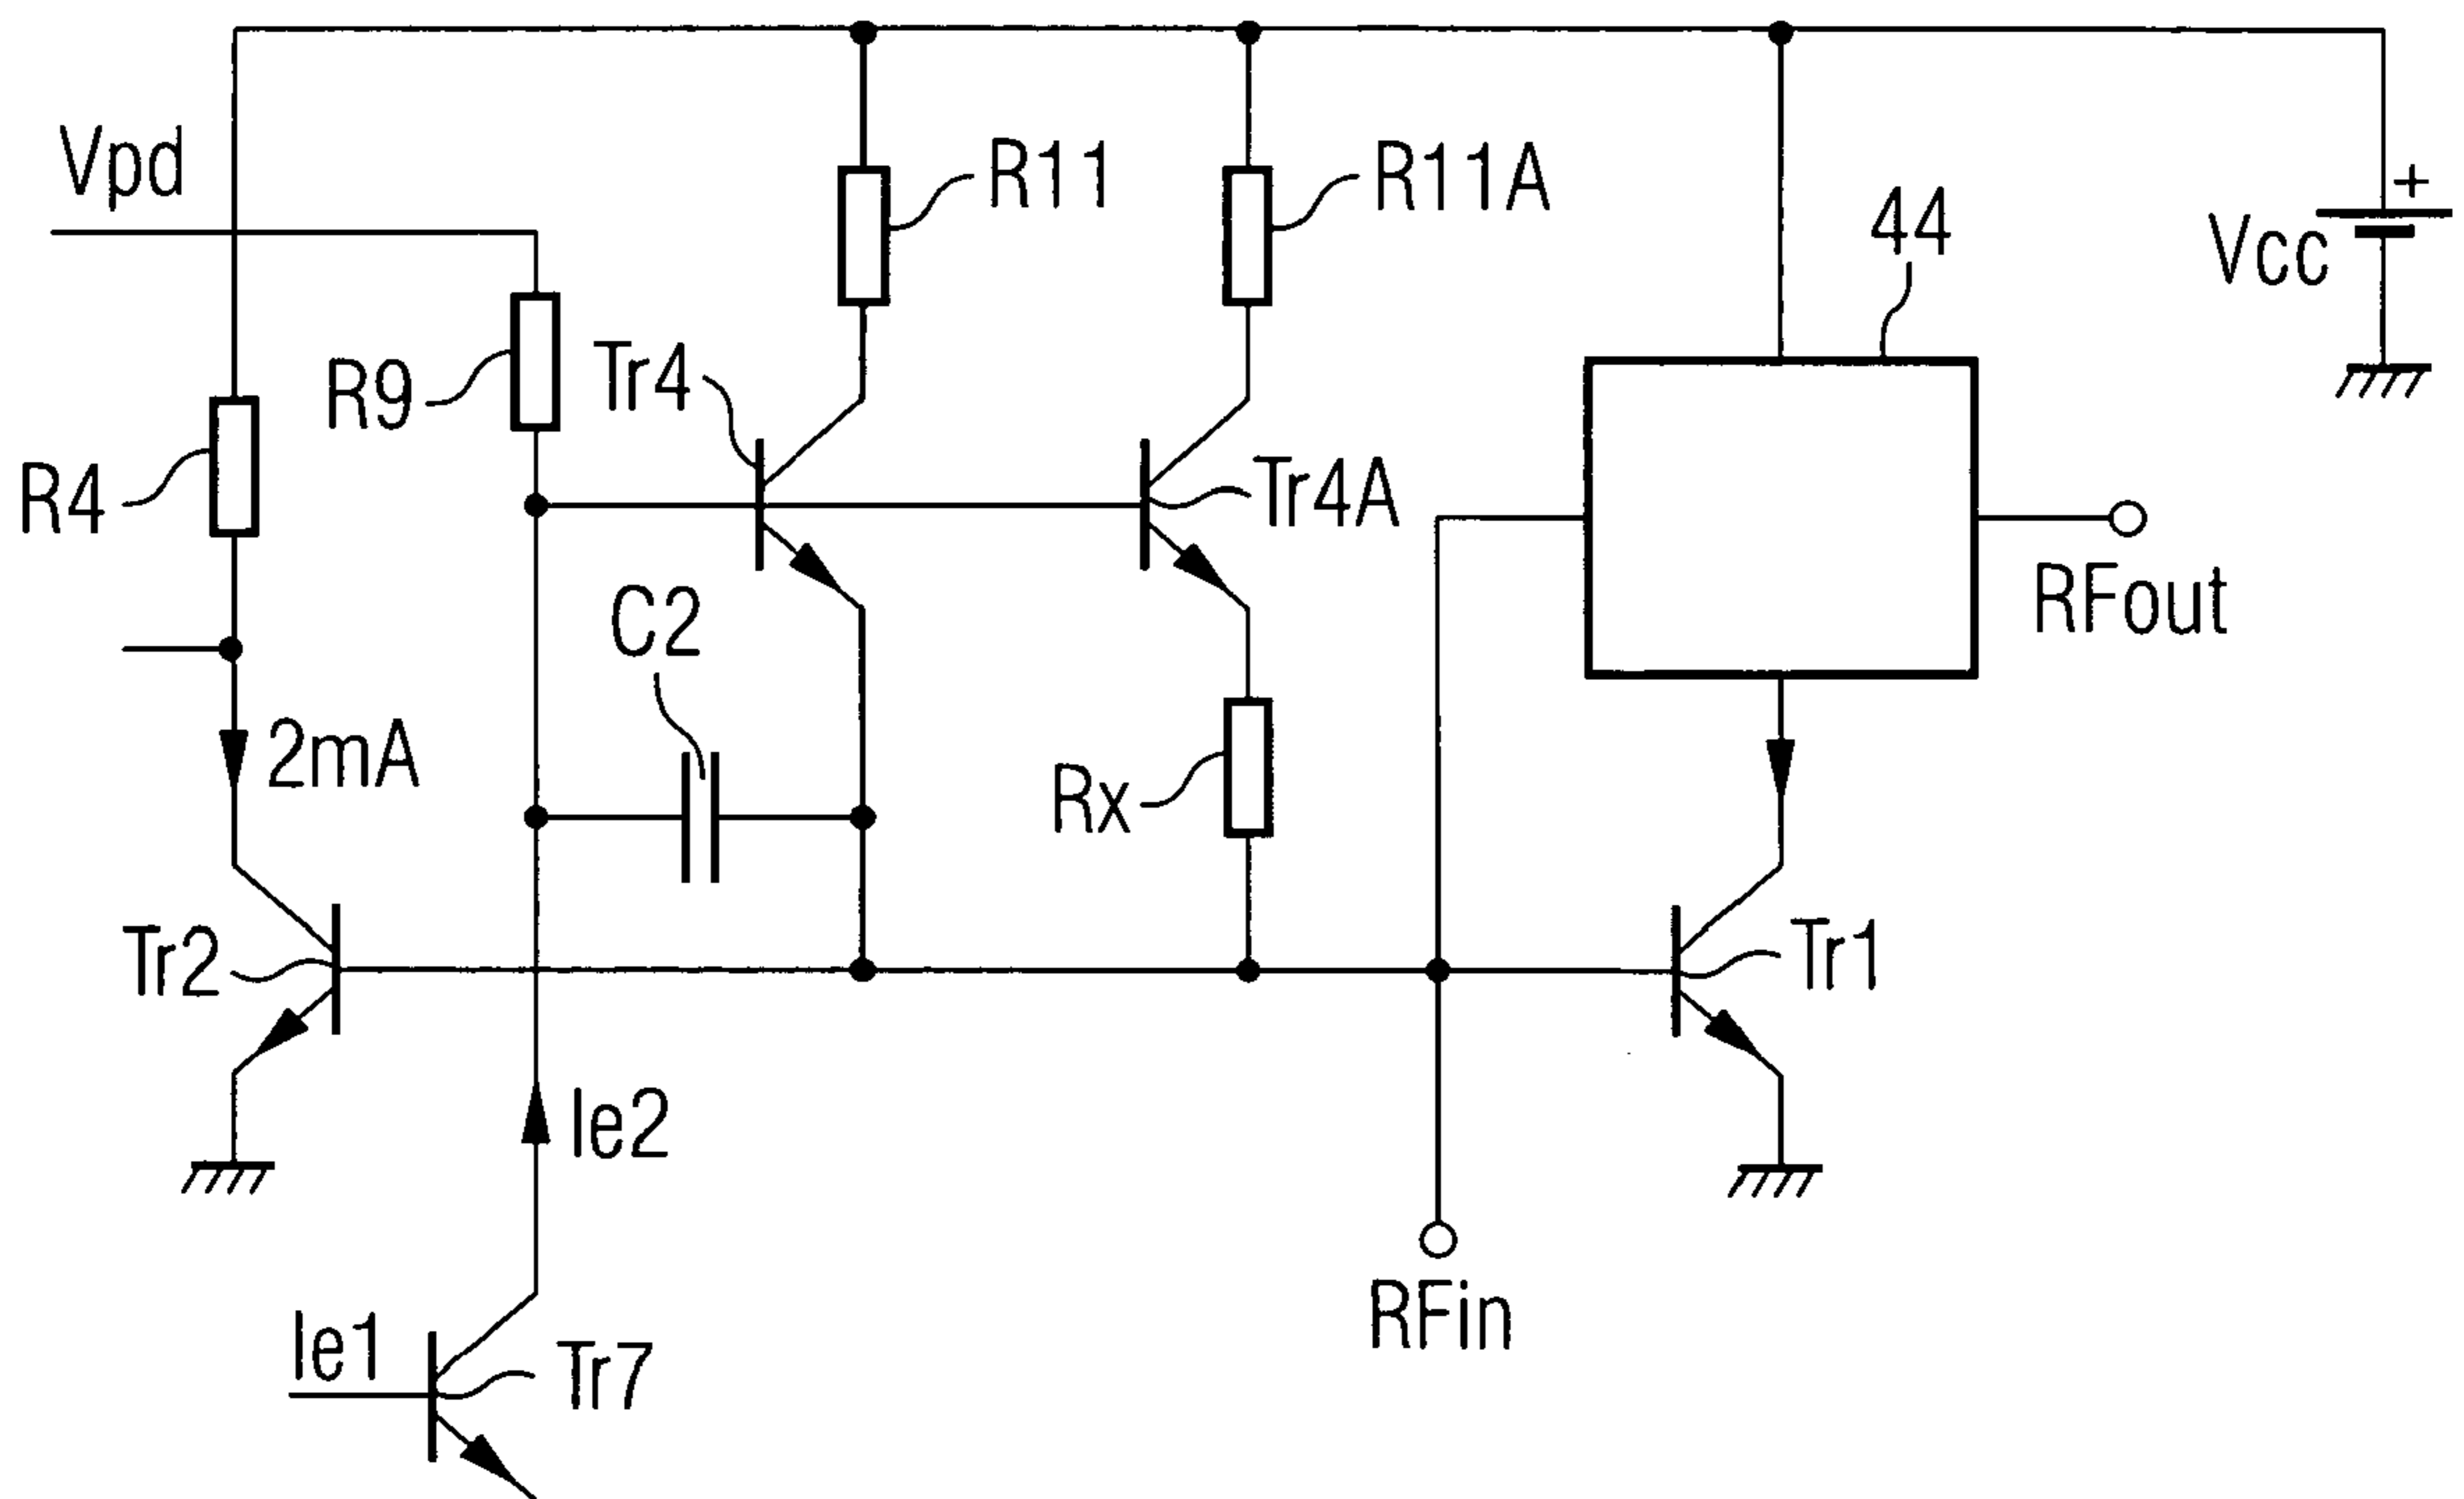 Vpd
R11
R11A
+
Vcc
44
R9
Tr4
R4
Tr4A
C2
RFout
2mA
Rx
Tr2
Tr1
Ie2
Ie1
Tr7
RFin